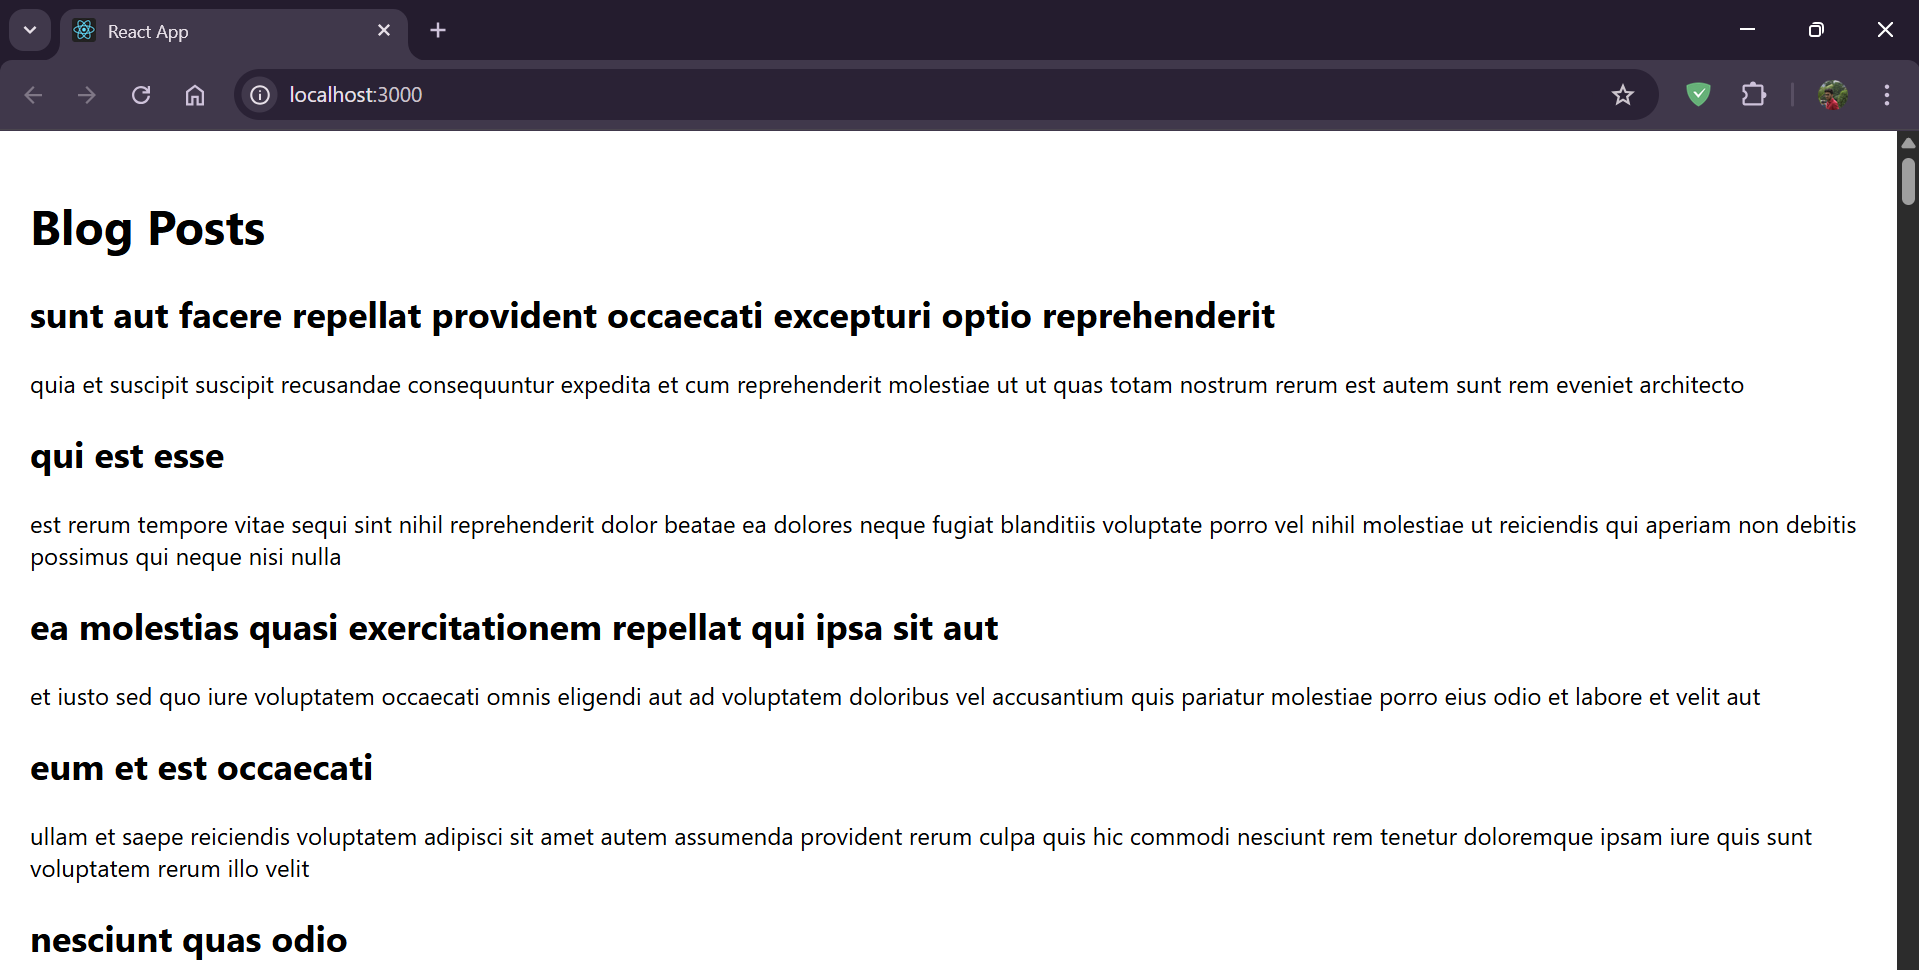 React App
localhost:3000
Blog Posts
sunt aut facere repellat provident occaecati excepturi optio reprehenderit
quia et suscipit suscipit recusandae consequuntur expedita et cum reprehenderit molestiae ut ut quas totam nostrum rerum est autem sunt rem eveniet architecto
qui est esse
est rerum tempore vitae sequi sint nihil reprehenderit dolor beatae ea dolores neque fugiat blanditiis voluptate porro vel nihil molestiae ut reiciendis qui aperiam non debitis
possimus qui neque nisi nulla
ea molestias quasi exercitationem repellat qui ipsa sit aut
et iusto sed quo iure voluptatem occaecati omnis eligendi aut ad voluptatem doloribus vel accusantium quis pariatur molestiae porro eius odio et labore et velit aut
eum et est occaecati
ullam et saepe reiciendis voluptatem adipisci sit amet autem assumenda provident rerum culpa quis hic commodi nesciunt rem tenetur doloremque ipsam iure quis sunt
voluptatem rerum illo velit
nesciunt quas odio